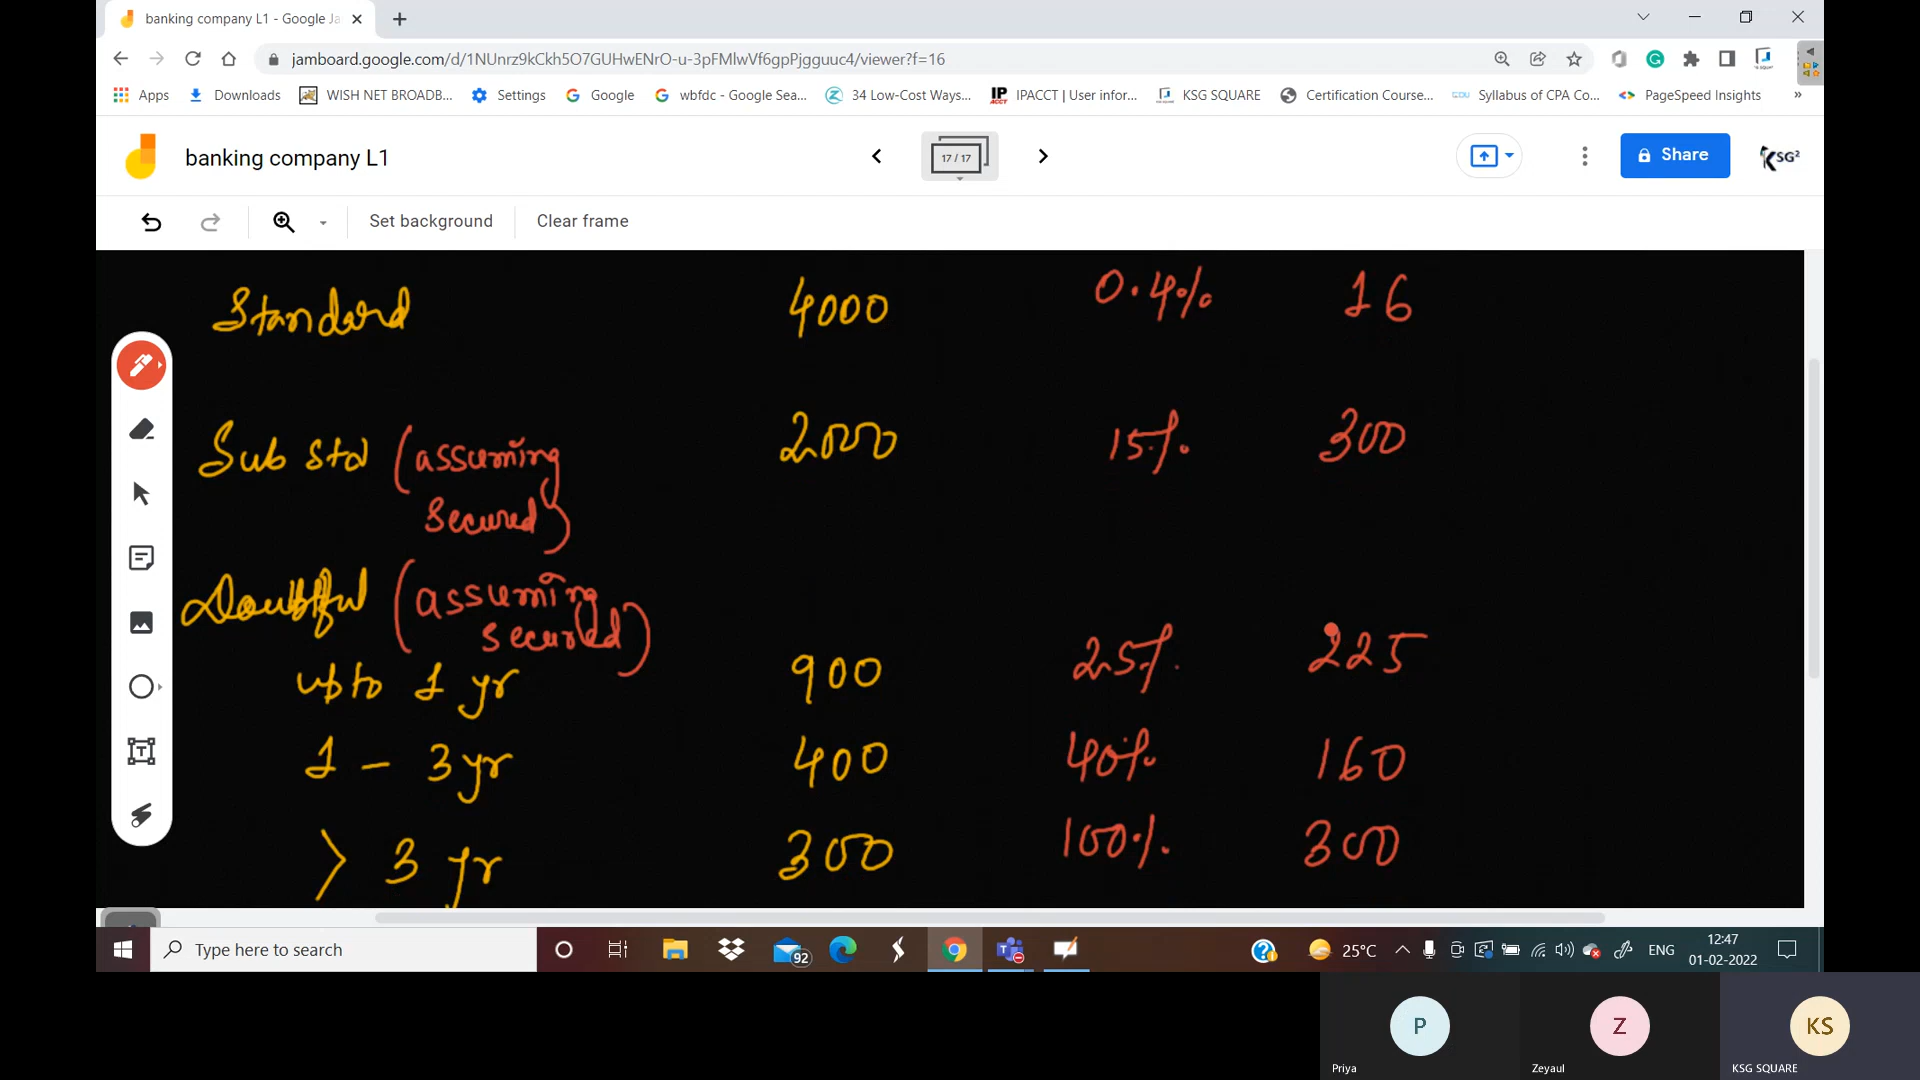 banking company L1 - Google Ja
jamboard.google.com/d/1NUnrz9kCkh5O7GUHwENrO-u-3pFMlwVf6gpPjgguuc4/viewer?f=16
Apps Downloads WISH NET BROADB... Settings Google wbfdc - Google Sea... 34 Low-Cost Ways... IPACCT | User infor... KSG SQUARE Certification Course... Syllabus of CPA Co... PageSpeed Insights »
banking company L1 17 / 17 Share KSG²
Set background Clear frame
Standard 4000 0.4% 16
Sub std (assuming 2000 15% 300
secured)
Doubtful (assuming
secured)
upto 1 yr 900 25% 225
1 - 3 yr 400 40% 160
> 3 yr 300 100% 300
Type here to search 92 25°C ENG 12:47
01-02-2022
P Z KS
Priya Zeyaul KSG SQUARE